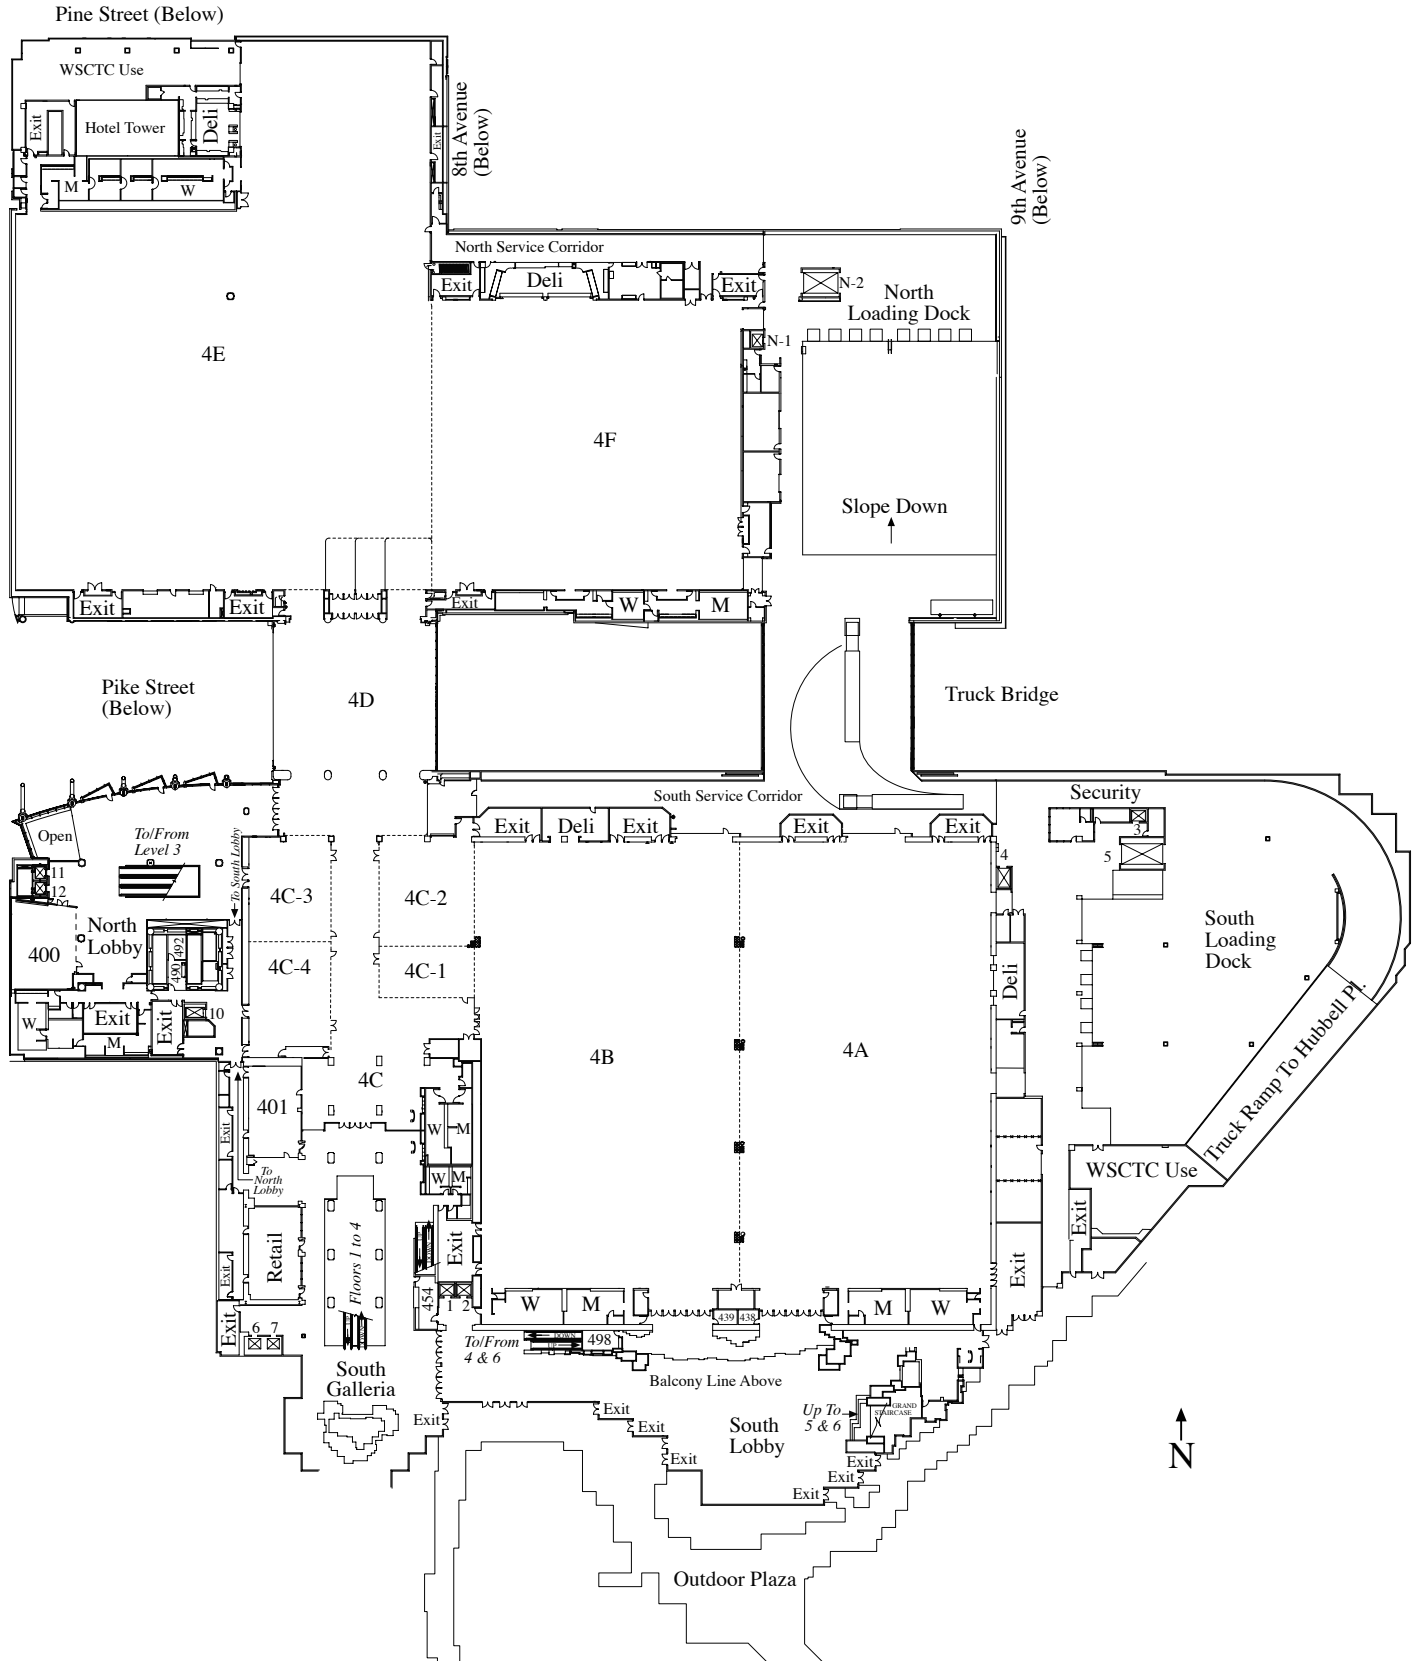 Pine Street (Below)
WSCTC Use
Exit
Hotel Tower
Deli
M
W
Exit
8th Avenue
(Below)
9th Avenue
(Below)
North Service Corridor
Exit
Deli
Exit
N-2
North
Loading Dock
N-1
4E
4F
Slope Down
Exit
Exit
Exit
W
M
Pike Street
(Below)
4D
Truck Bridge
South Service Corridor
Security
Open
To/From
Level 3
To South Lobby
Exit
Deli
Exit
Exit
Exit
3
4
5
11
12
4C-3
4C-2
North
Lobby
400
490
492
4C-4
4C-1
Deli
South
Loading
Dock
W
Exit
M
Exit
10
4B
4A
4C
401
Exit
W
M
Truck Ramp To Hubbell Pl.
To
North
Lobby
W
M
WSCTC Use
Exit
Retail
Floors 1 to 4
Exit
Exit
Exit
454
1
2
W
M
439
438
M
W
Exit
6
7
To/From
4 & 6
DOWN
498
South
Galleria
Balcony Line Above
Up To
5 & 6
GRAND
STAIRCASE
Exit
Exit
Exit
Exit
South
Lobby
Exit
Exit
Exit
N
Outdoor Plaza